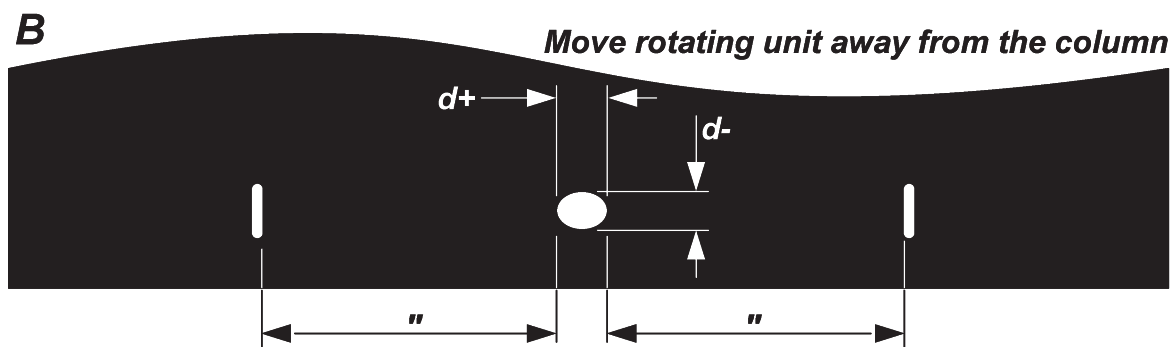 B
Move rotating unit away from the column
d+
d-
" "